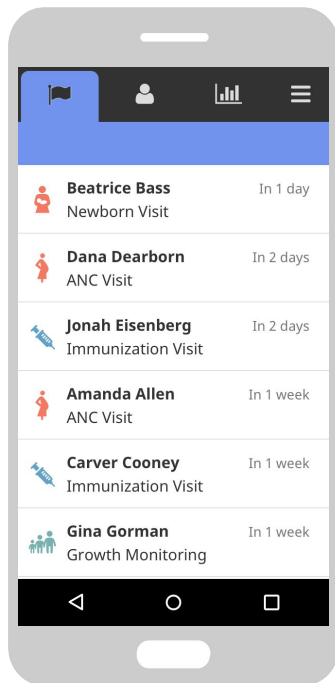 Beatrice Bass
In 1 day
Newborn Visit
Dana Dearborn
In 2 days
ANC Visit
Jonah Eisenberg
In 2 days
Immunization Visit
Amanda Allen
In 1 week
ANC Visit
Carver Cooney
In 1 week
Immunization Visit
Gina Gorman
In 1 week
Growth Monitoring